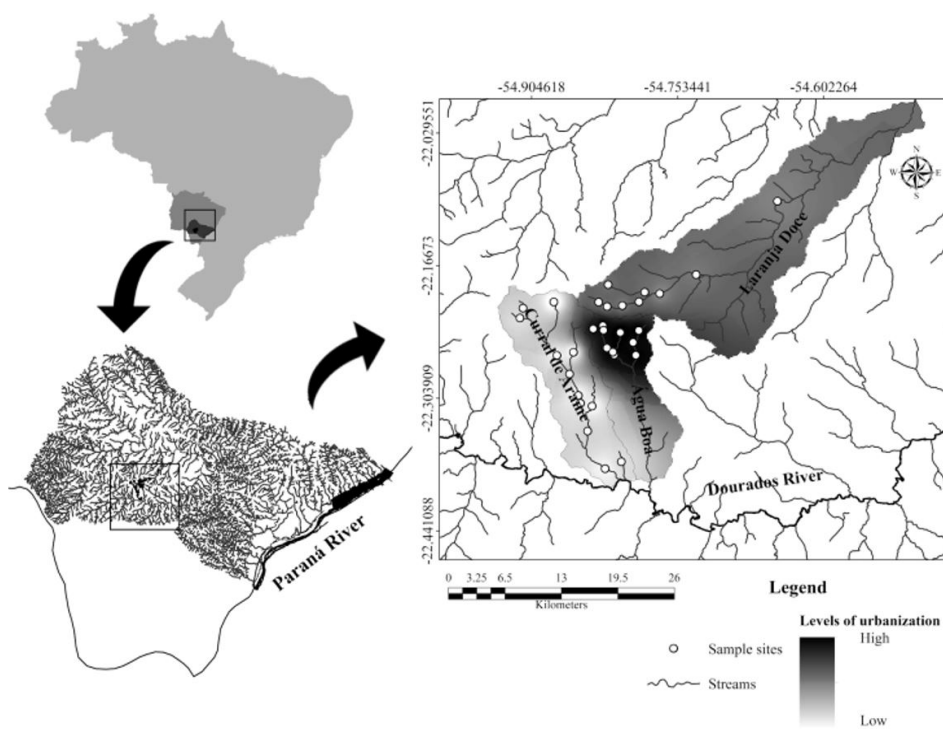 -54.904618
-54.753441
-54.602264
-22.029551
-22.16673
-22.303909
-22.441088
N
W
E
S
Laranja Doce
Curral de Arame
Água Boa
Dourados River
Paraná River
0 3.25 6.5 13 19.5 26
Kilometers
Legend
Levels of urbanization
High
Low
Sample sites
Streams